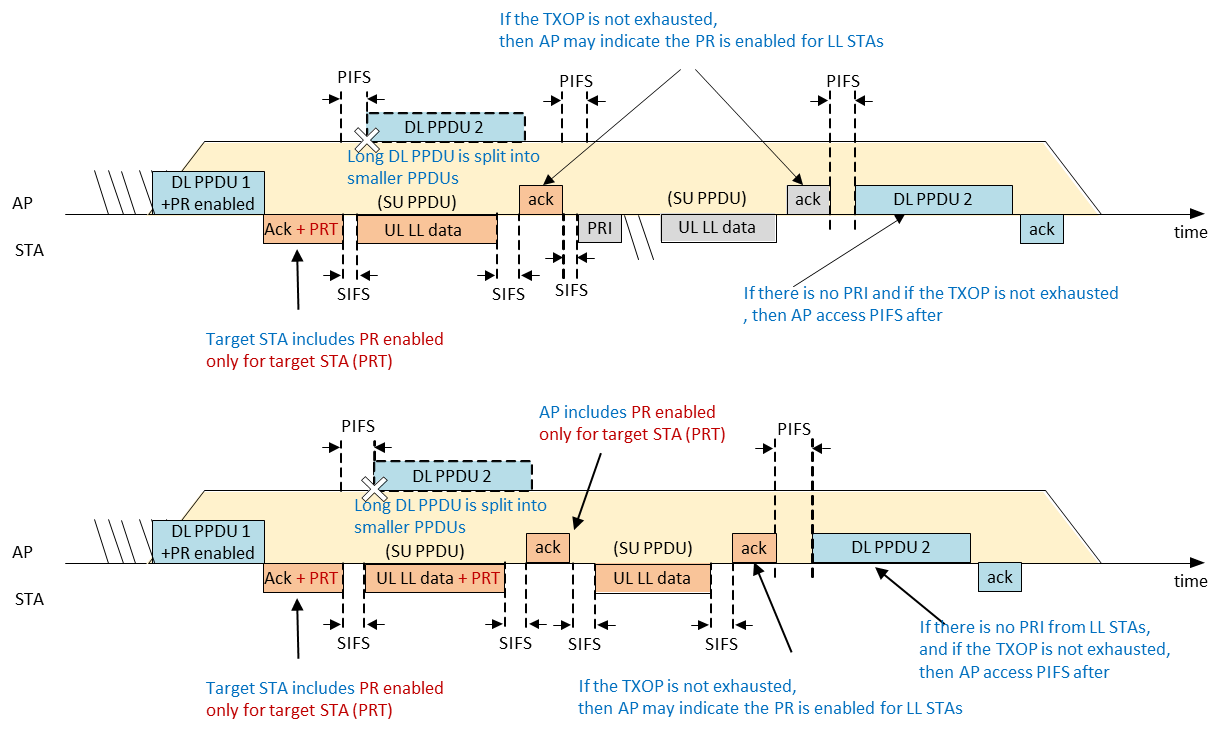 If the TXOP is not exhausted,
then AP may indicate the PR is enabled for LL STAs
PIFS
PIFS
PIFS
DL PPDU 2
Long DL PPDU is split into
smaller PPDUs
DL PPDU 1
+PR enabled
(SU PPDU)
ack
(SU PPDU)
ack
DL PPDU 2
AP
STA
Ack + PRT
UL LL data
PRI
UL LL data
ack
time
SIFS
SIFS
SIFS
If there is no PRI and if the TXOP is not exhausted
, then AP access PIFS after
Target STA includes PR enabled
only for target STA (PRT)
AP includes PR enabled
only for target STA (PRT)
PIFS
PIFS
DL PPDU 2
Long DL PPDU is split into
smaller PPDUs
DL PPDU 1
+PR enabled
(SU PPDU)
ack
(SU PPDU)
ack
DL PPDU 2
AP
STA
Ack + PRT
UL LL data + PRT
UL LL data
ack
time
SIFS
SIFS
SIFS
SIFS
If there is no PRI from LL STAs,
and if the TXOP is not exhausted,
then AP access PIFS after
Target STA includes PR enabled
only for target STA (PRT)
If the TXOP is not exhausted,
then AP may indicate the PR is enabled for LL STAs